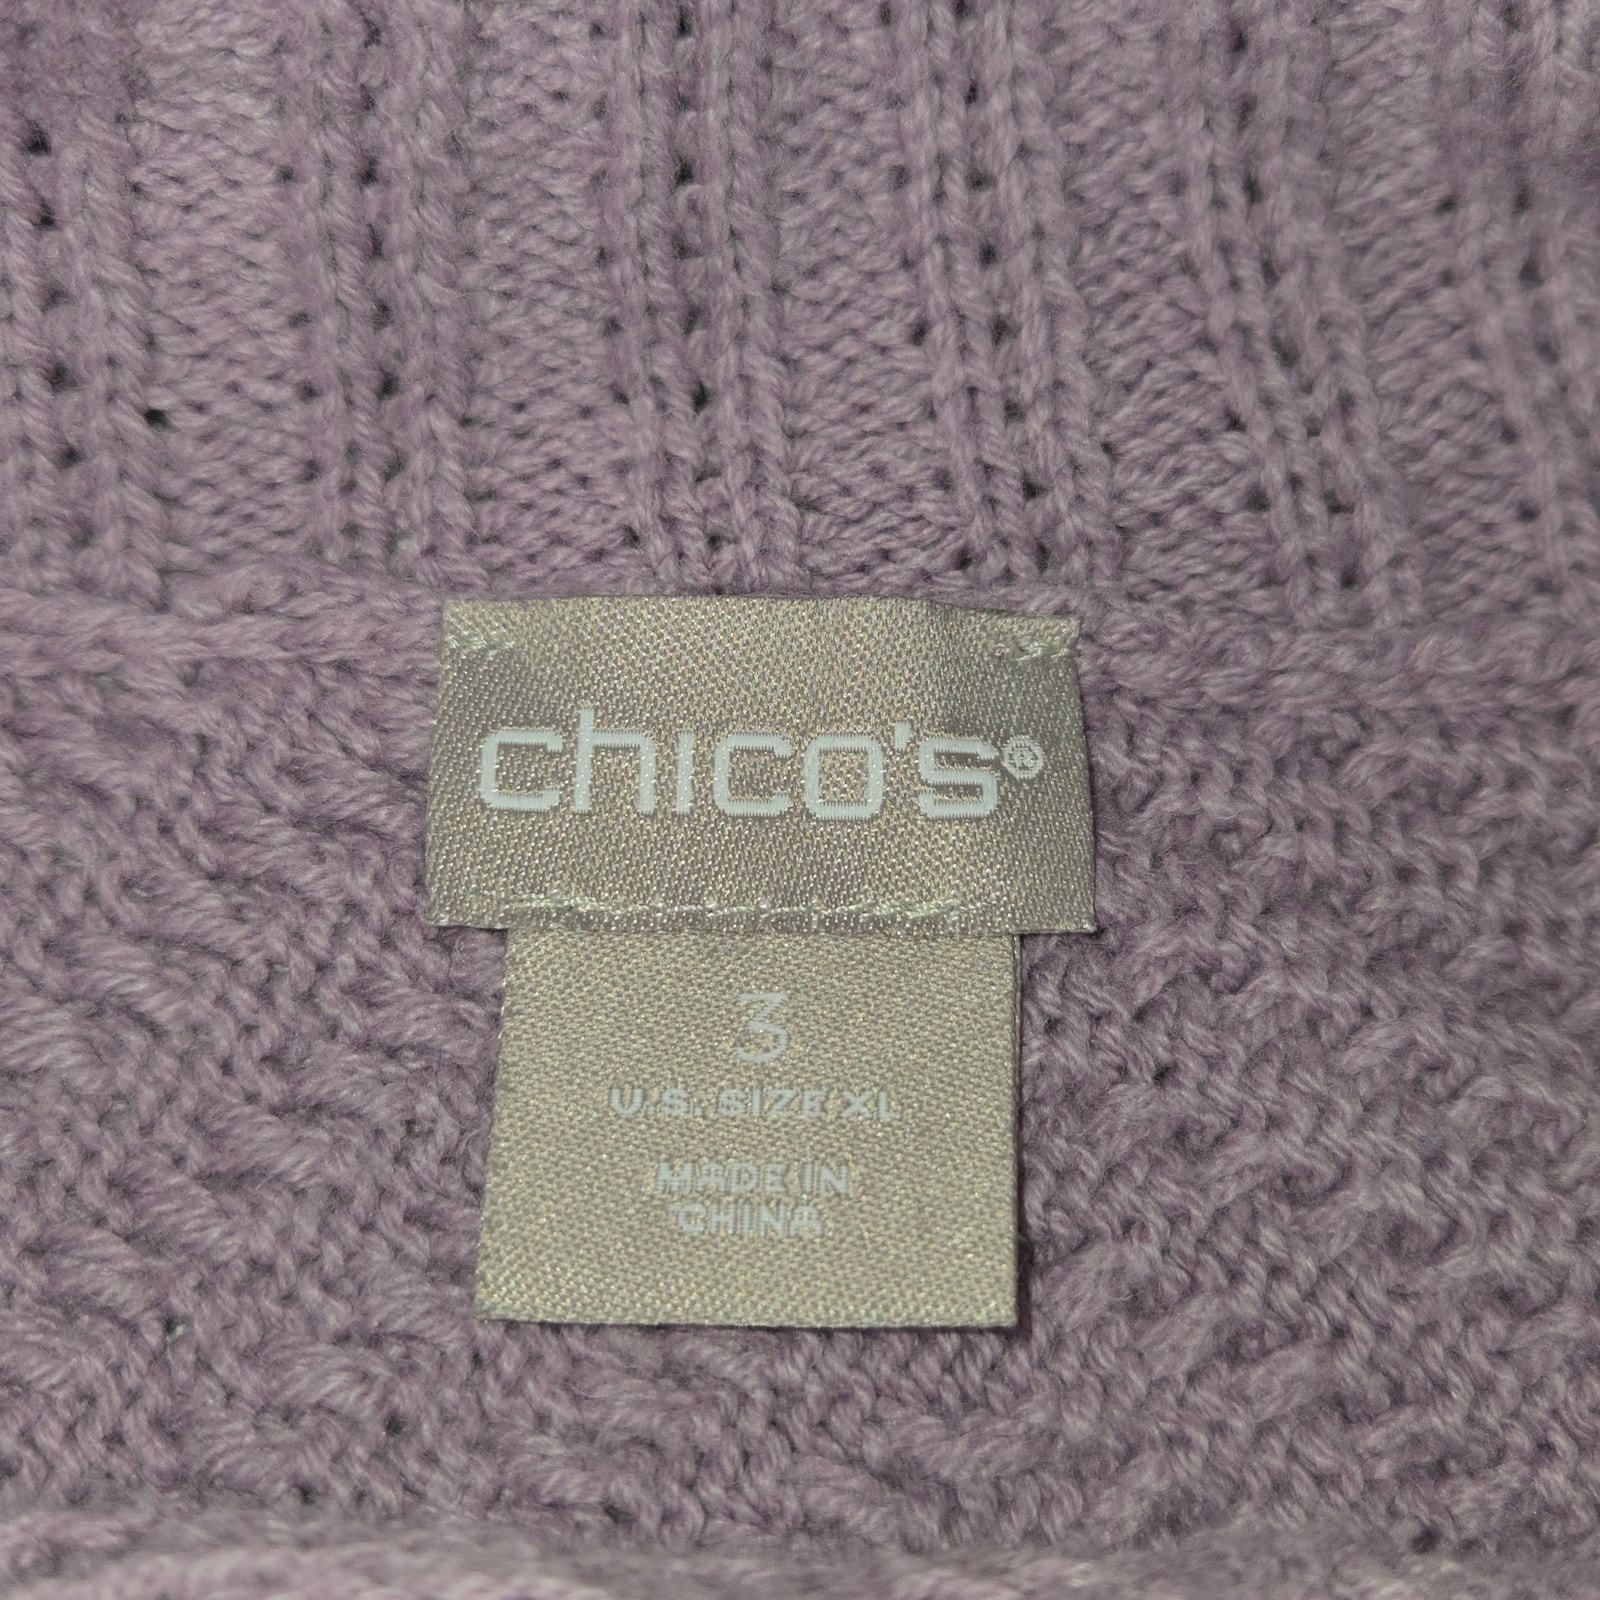 chico's®
3
U.S. SIZE XL
MADE IN
CHINA